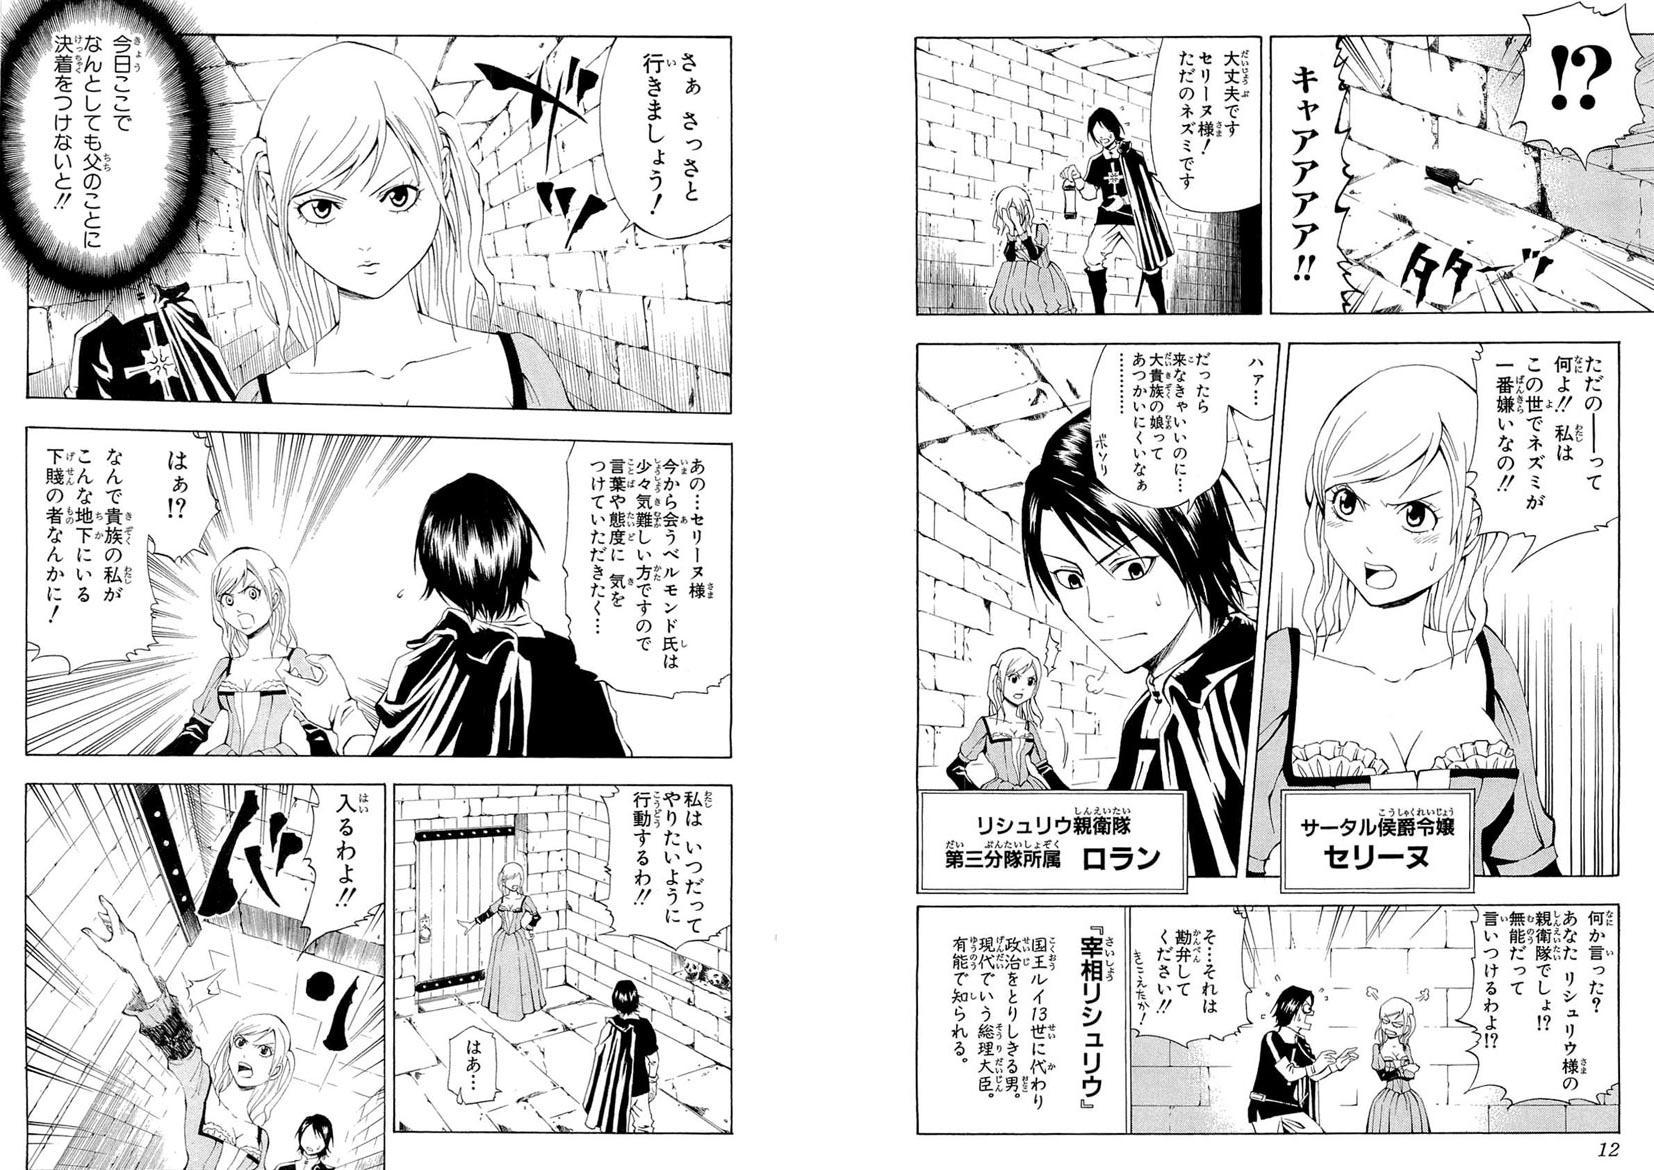 !?
キャアアアア!!
タタタッ
大丈夫です
セリーヌ様!
ただのネズミです
ただの――って
何よ!!私は
この世でネズミが
一番嫌いなの!!
サータル侯爵令嬢
セリーヌ
ハァ…
だったら
来なきゃいいのに…
大貴族の娘って
あつかいにくいなぁ
…………
ボソリ
リシュリウ親衛隊
第三分隊所属 ロラン
何か言った?
あなた リシュリウ様の
親衛隊でしょ!?
無能だって
言いつけるわよ!?
そ…それは
勘弁して
ください!!
きこえたか!
『宰相リシュリウ』
国王ルイ13世に代わり
政治をとりしきる男。
現代でいう総理大臣。
有能で知られる。
12
さぁ さっさと
行きましょう!
ズッ
今日ここで
なんとしても父のことに
決着をつけないと!!
あの…セリーヌ様
今から会うベルモンド氏は
少々気難しい方ですので
言葉や態度に 気を
つけていただきたく…
はぁ!?
なんで貴族の私が
こんな地下にいる
下賤の者なんかに!
私は いつだって
やりたいように
行動するわ!!
はぁ…
入るわよ!!
バン